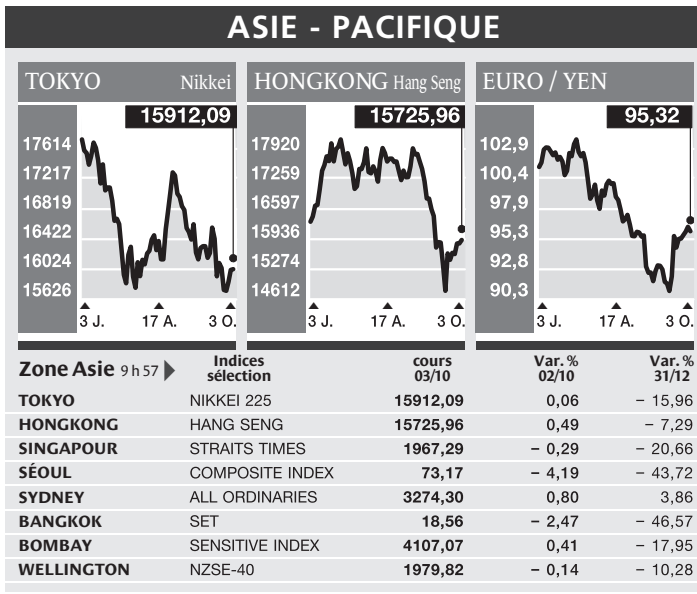 ASIE - PACIFIQUE
TOKYO Nikkei
15912,09
17614
17217
16819
16422
16024
15626
3 J. 17 A. 3 O.
HONGKONG Hang Seng
15725,96
17920
17259
16597
15936
15274
14612
3 J. 17 A. 3 O.
EURO / YEN
95,32
102,9
100,4
97,9
95,3
92,8
90,3
3 J. 17 A. 3 O.
Zone Asie 9 h 57 Indices sélection cours 03/10 Var. % 02/10 Var. % 31/12
TOKYO NIKKEI 225 15912,09 0,06 – 15,96
HONGKONG HANG SENG 15725,96 0,49 – 7,29
SINGAPOUR STRAITS TIMES 1967,29 – 0,29 – 20,66
SÉOUL COMPOSITE INDEX 73,17 – 4,19 – 43,72
SYDNEY ALL ORDINARIES 3274,30 0,80 3,86
BANGKOK SET 18,56 – 2,47 – 46,57
BOMBAY SENSITIVE INDEX 4107,07 0,41 – 17,95
WELLINGTON NZSE-40 1979,82 – 0,14 – 10,28